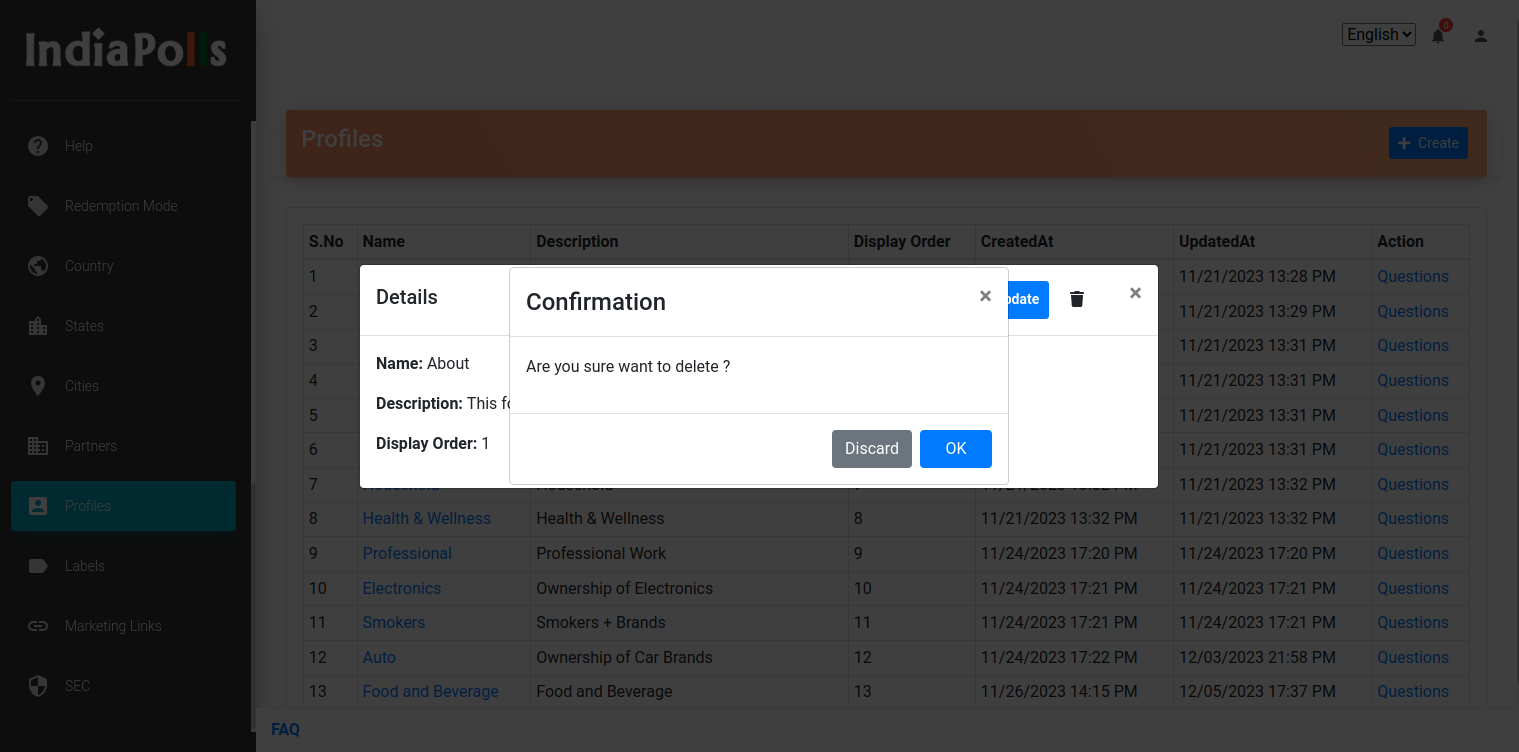 IndiaPolls
English
0
Help
Redemption Mode
Country
States
Cities
Partners
Profiles
Labels
Marketing Links
SEC
Profiles
Create
S.No Name Description Display Order CreatedAt UpdatedAt Action
1 11/21/2023 13:28 PM Questions
2 11/21/2023 13:29 PM Questions
3 11/21/2023 13:31 PM Questions
4 11/21/2023 13:31 PM Questions
5 11/21/2023 13:31 PM Questions
6 11/21/2023 13:31 PM Questions
7 11/21/2023 13:32 PM Questions
8 Health & Wellness Health & Wellness 8 11/21/2023 13:32 PM 11/21/2023 13:32 PM Questions
9 Professional Professional Work 9 11/24/2023 17:20 PM 11/24/2023 17:20 PM Questions
10 Electronics Ownership of Electronics 10 11/24/2023 17:21 PM 11/24/2023 17:21 PM Questions
11 Smokers Smokers + Brands 11 11/24/2023 17:21 PM 11/24/2023 17:21 PM Questions
12 Auto Ownership of Car Brands 12 11/24/2023 17:22 PM 12/03/2023 21:58 PM Questions
13 Food and Beverage Food and Beverage 13 11/26/2023 14:15 PM 12/05/2023 17:37 PM Questions
Details
Name: About
Description: This
Display Order: 1
Confirmation ×
×
Are you sure want to delete ?
Discard OK
FAQ